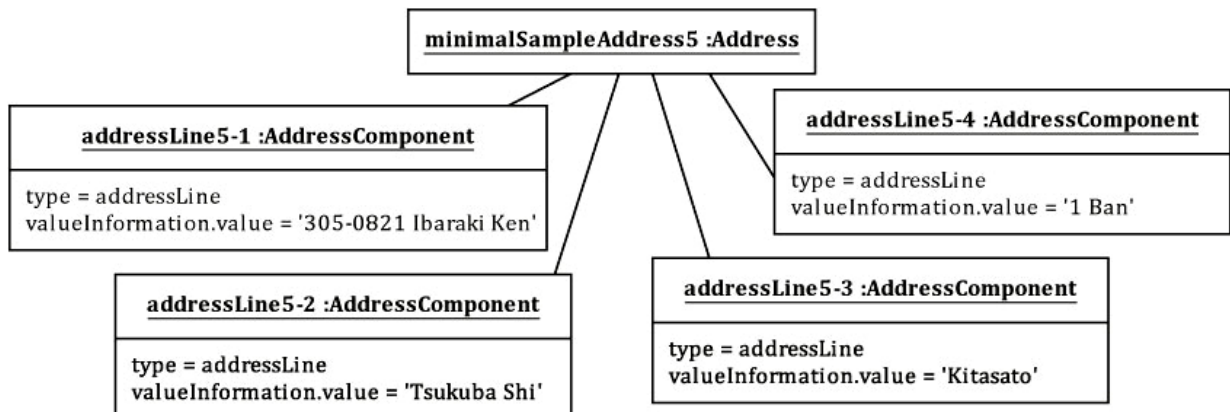 minimalSampleAddress5 :Address
addressLine5-1 :AddressComponent
type = addressLine
valueInformation.value = '305-0821 Ibaraki Ken'
addressLine5-4 :AddressComponent
type = addressLine
valueInformation.value = '1 Ban'
addressLine5-2 :AddressComponent
type = addressLine
valueInformation.value = 'Tsukuba Shi'
addressLine5-3 :AddressComponent
type = addressLine
valueInformation.value = 'Kitasato'